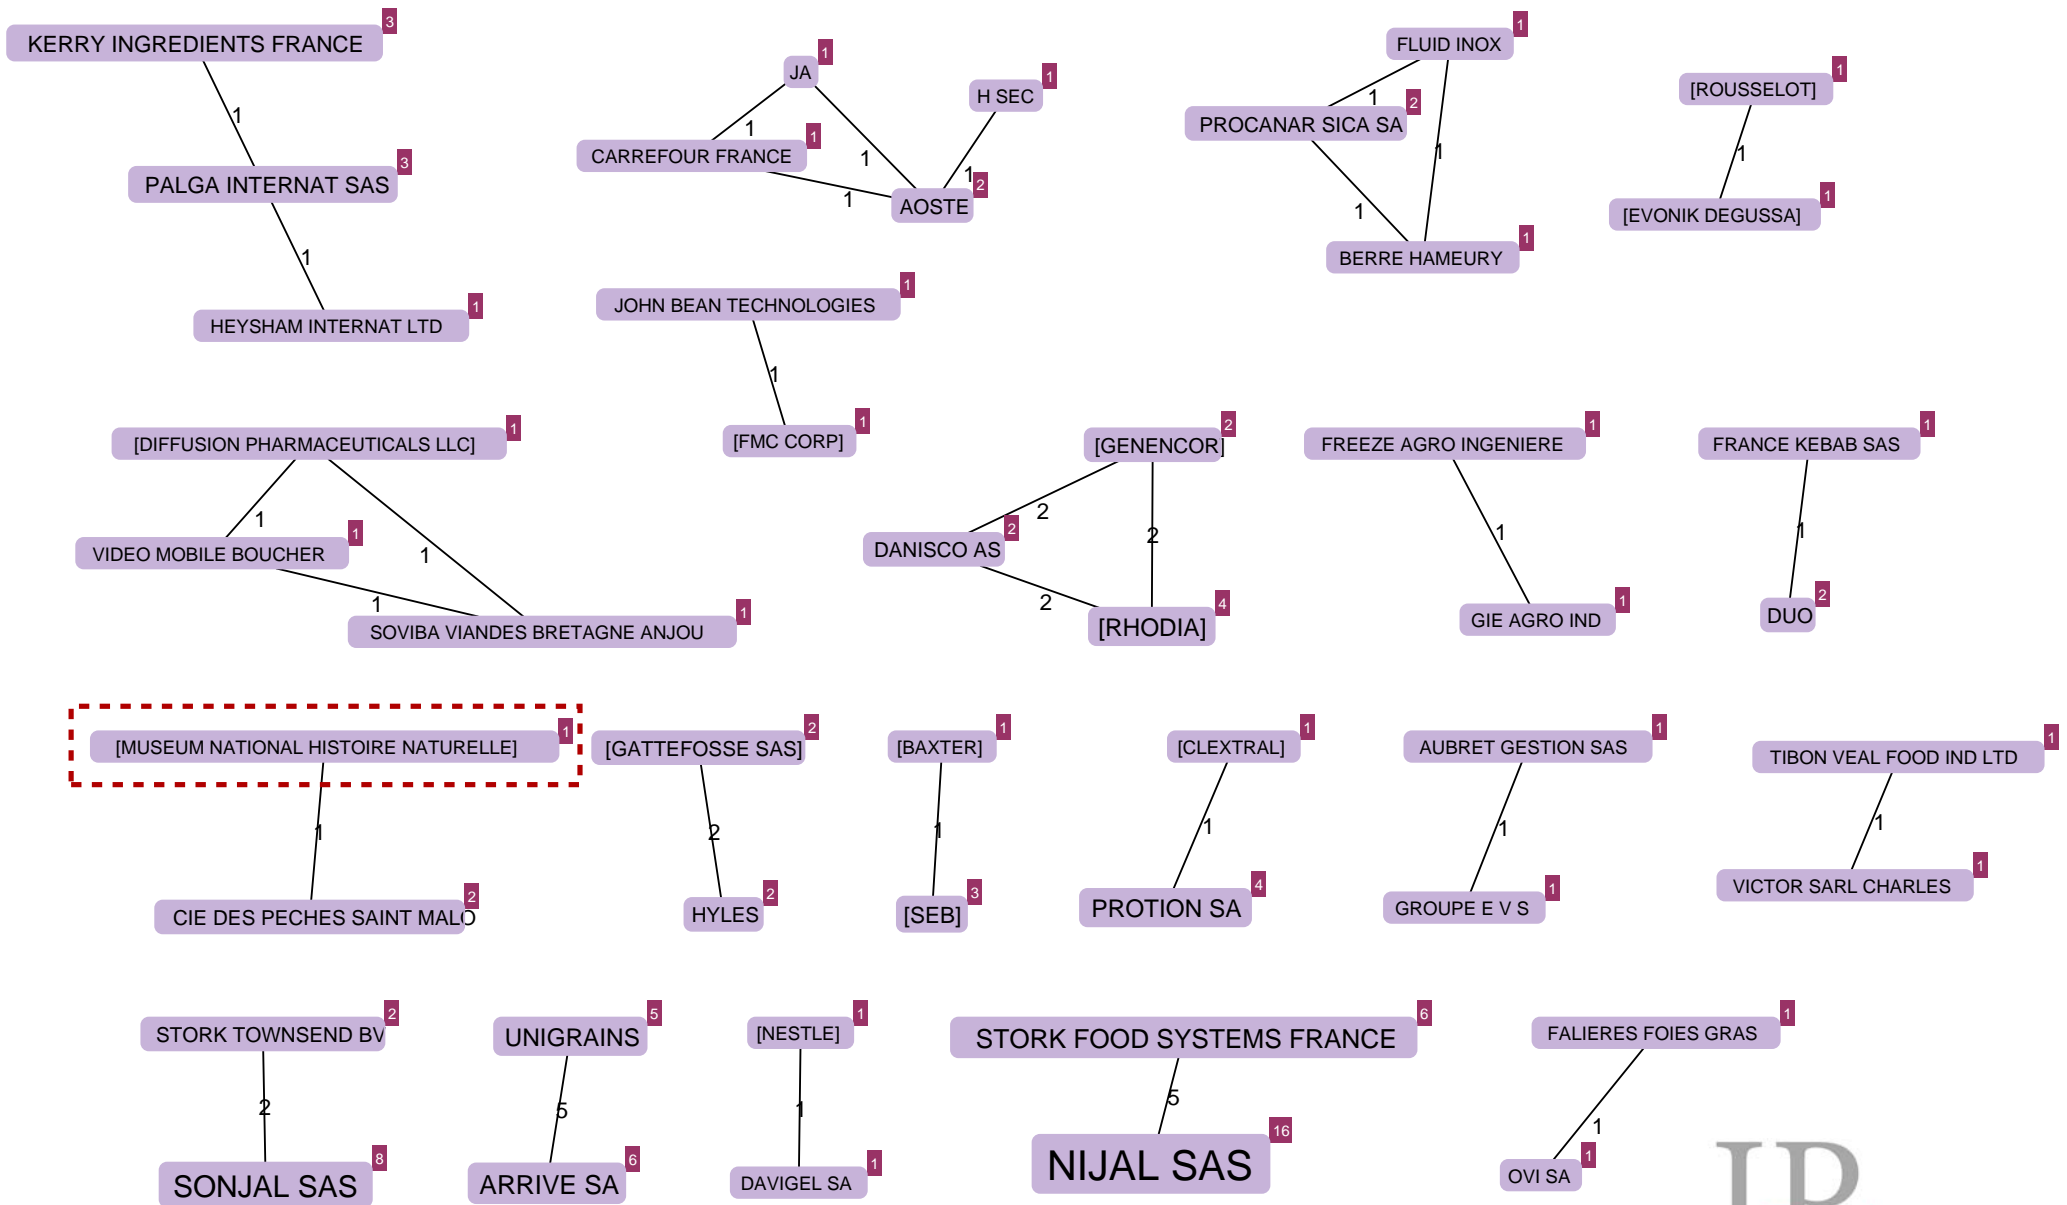 KERRY INGREDIENTS FRANCE 3
1
PALGA INTERNAT SAS 3
1
HEYSHAM INTERNAT LTD 1
JA 1
H SEC 1
1
CARREFOUR FRANCE 1
1
1
1
AOSTE 2
FLUID INOX 1
1
PROCANAR SICA SA 2
1
1
BERRE HAMEURY 1
[ROUSSELOT] 1
1
[EVONIK DEGUSSA] 1
JOHN BEAN TECHNOLOGIES 1
1
[FMC CORP] 1
[DIFFUSION PHARMACEUTICALS LLC] 1
1
VIDEO MOBILE BOUCHER 1
1
1
SOVIBA VIANDES BRETAGNE ANJOU 1
[GENENCOR] 2
2
DANISCO AS 2
2
2
[RHODIA] 4
FREEZE AGRO INGENIERE 1
1
GIE AGRO IND 1
FRANCE KEBAB SAS 1
1
DUO 2
[MUSEUM NATIONAL HISTOIRE NATURELLE] 1
1
CIE DES PECHES SAINT MALO 2
[GATTEFOSSE SAS] 2
2
HYLES 2
[BAXTER] 1
1
[SEB] 3
[CLEXTRAL] 1
1
PROTION SA 4
AUBRET GESTION SAS 1
1
GROUPE E V S 1
TIBON VEAL FOOD IND LTD 1
1
VICTOR SARL CHARLES 1
STORK TOWNSEND BV 2
2
SONJAL SAS 8
UNIGRAINS 5
5
ARRIVE SA 6
[NESTLE] 1
1
DAVIGEL SA 1
STORK FOOD SYSTEMS FRANCE 6
5
NIJAL SAS 16
FALIERES FOIES GRAS 1
1
OVI SA 1